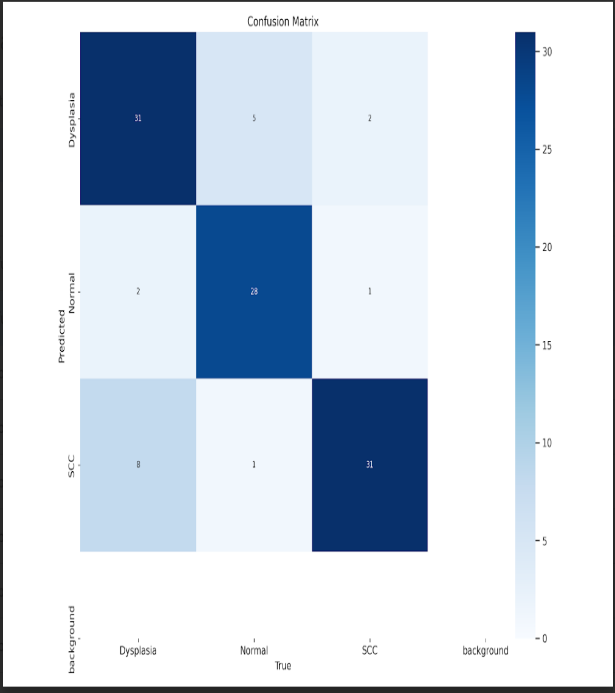 Confusion Matrix
Dysplasia
31 5 2
30
25
20
Normal
2 28 1
Predicted
15
10
SCC
8 1 31
5
0
background
Dysplasia Normal SCC background
True